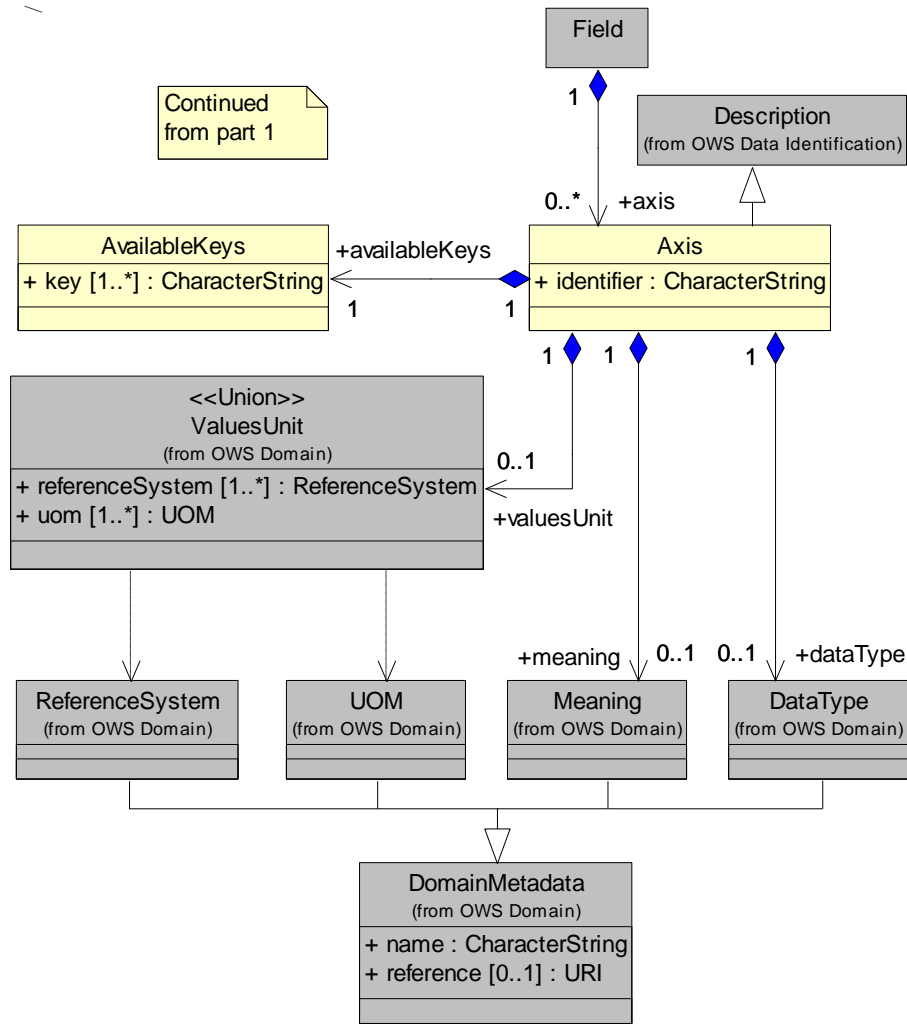 Field
1
Continued
from part 1
Description
(from OWS Data Identification)
0..*
+axis
AvailableKeys
+ key [1..*] : CharacterString
+availableKeys
1
1
Axis
+ identifier : CharacterString
1
1
1
<<Union>>
ValuesUnit
(from OWS Domain)
+ referenceSystem [1..*] : ReferenceSystem
+ uom [1..*] : UOM
0..1
+valuesUnit
+meaning
0..1
0..1
+dataType
ReferenceSystem
(from OWS Domain)
UOM
(from OWS Domain)
Meaning
(from OWS Domain)
DataType
(from OWS Domain)
DomainMetadata
(from OWS Domain)
+ name : CharacterString
+ reference [0..1] : URI